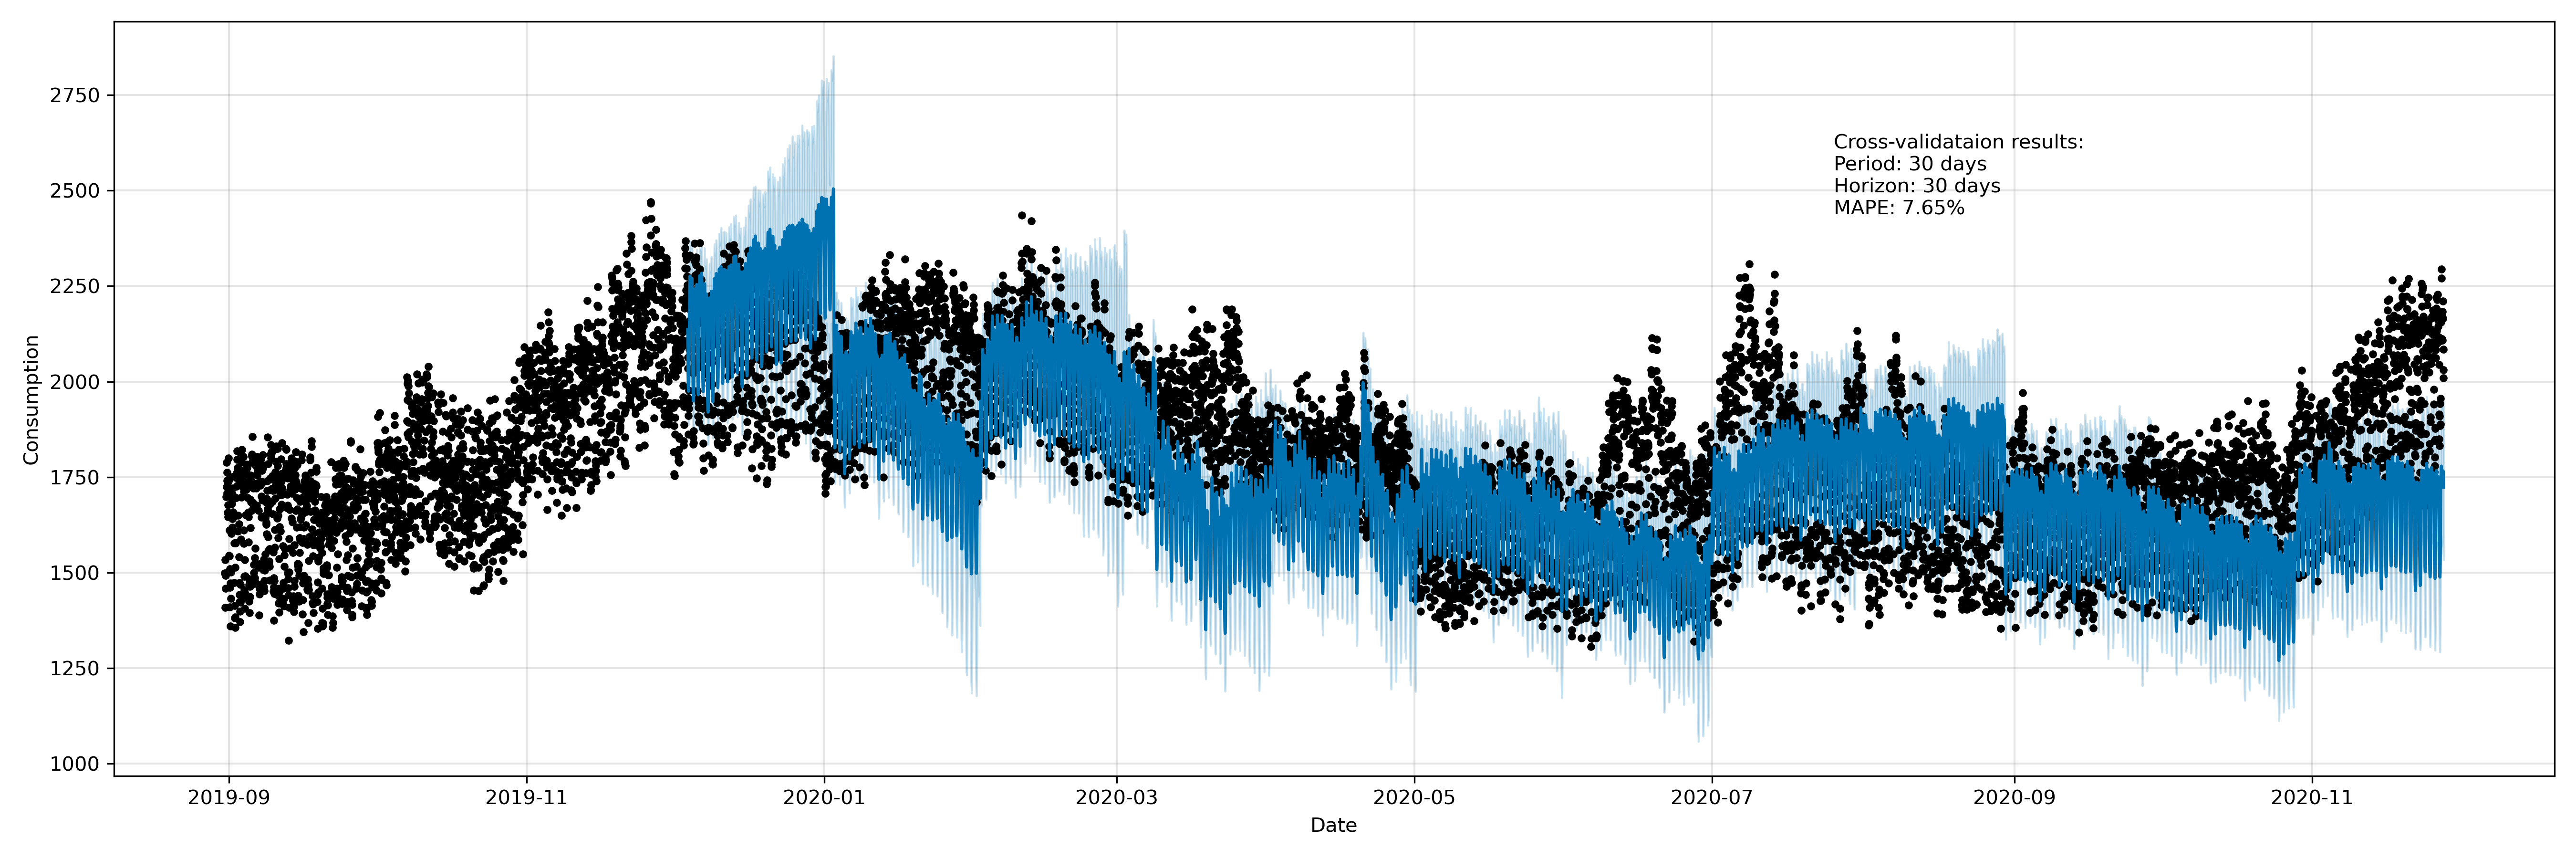 Cross-validataion results:
Period: 30 days
Horizon: 30 days
MAPE: 7.65%
Consumption
2750
2500
2250
2000
1750
1500
1250
1000
2019-09
2019-11
2020-01
2020-03
2020-05
2020-07
2020-09
2020-11
Date